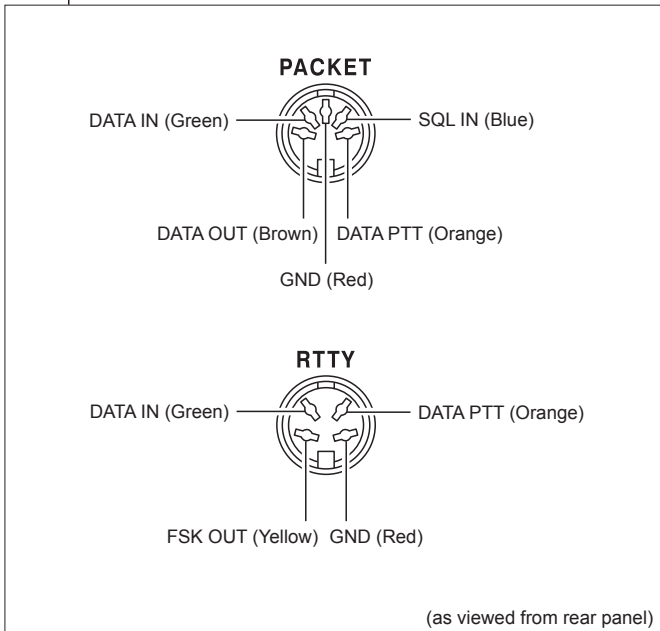 PACKET
DATA IN (Green)
SQL IN (Blue)
DATA OUT (Brown)
DATA PTT (Orange)
GND (Red)
RTTY
DATA IN (Green)
DATA PTT (Orange)
FSK OUT (Yellow)
GND (Red)
(as viewed from rear panel)